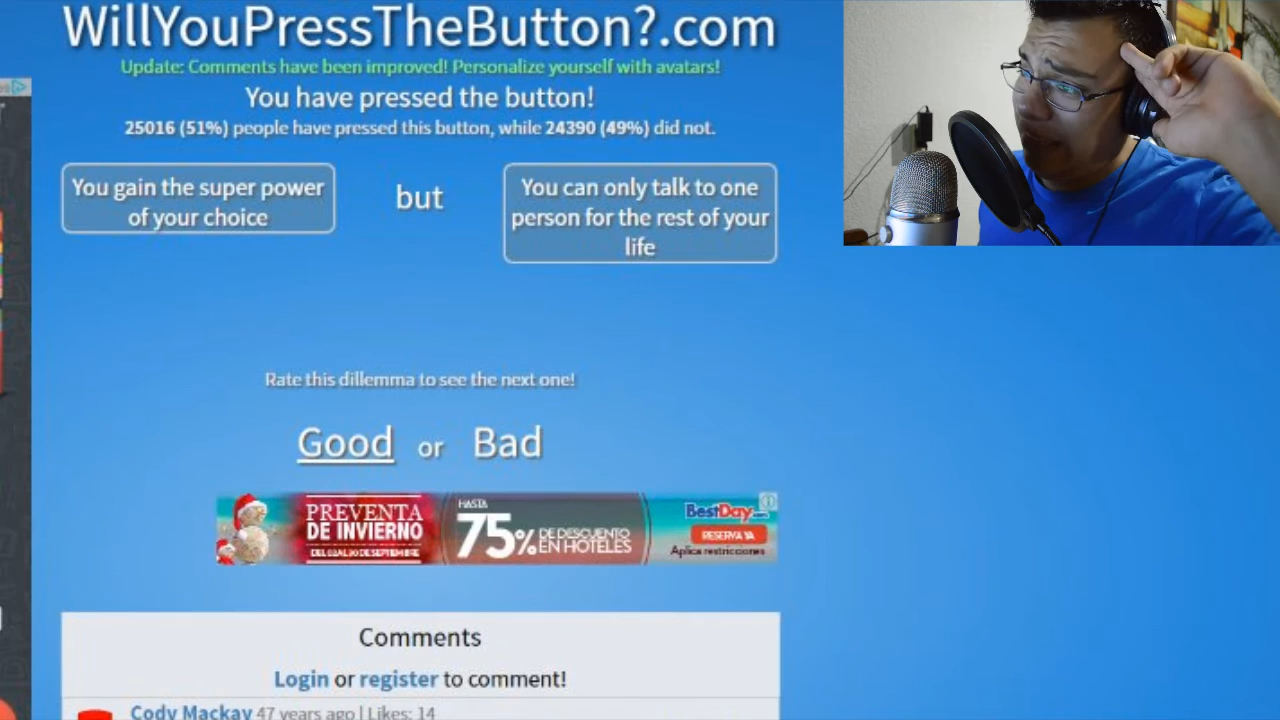 WillYouPressTheButton?.com
Update: Comments have been improved! Personalize yourself with avatars!
You have pressed the button!
25016 (51%) people have pressed this button, while 24390 (49%) did not.
You gain the super power
of your choice
but
You can only talk to one
person for the rest of your
life
Rate this dillemma to see the next one!
Good or Bad
PREVENTA
DE INVIERNO
HASTA
75%
DE DESCUENTO
EN HOTELES
BestDay
RESERVA YA
Aplica restricciones
Comments
Login or register to comment!
Cody Mackay 47 years ago | Likes: 14